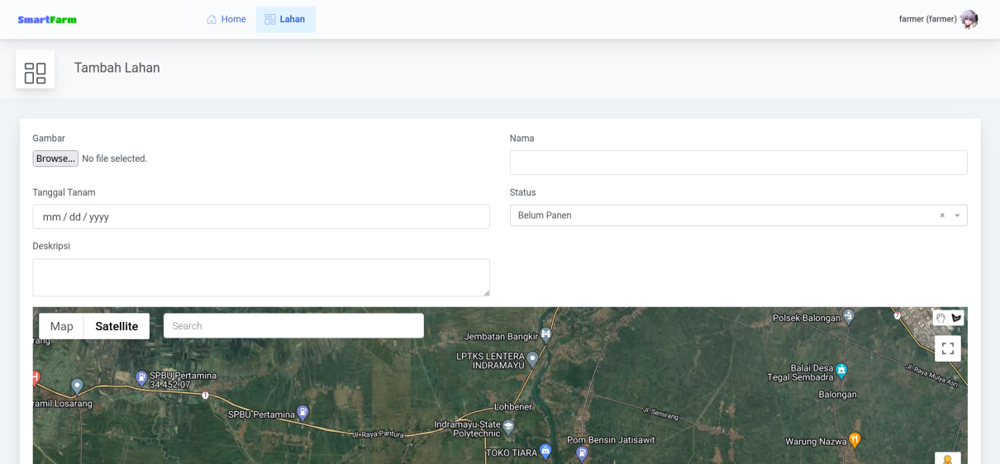 SmartFarm
Home
Lahan
farmer (farmer)
Tambah Lahan
Gambar
Browse... No file selected.
Nama
Tanggal Tanam
mm / dd / yyyy
Status
Belum Panen × 
Deskripsi
Map
Satellite
Search
rang
Jembatan Bangkir
Polsek Balongan
7
LPTKS LENTERA
INDRAMAYU
SPBU Pertamina
34.452.07
Balai Desa
Tegal Sembadra
Jl. Raya Mulya Asri
H
ramil Losarang
1
Balongan
Lohbener
SPBU Pertamina
Jl. Semirang
Indramayu State
Polytechnic
Jl. Raya Pantura
Pom Bensin Jatisawit
Warung Nazwa
TOKO TIARA